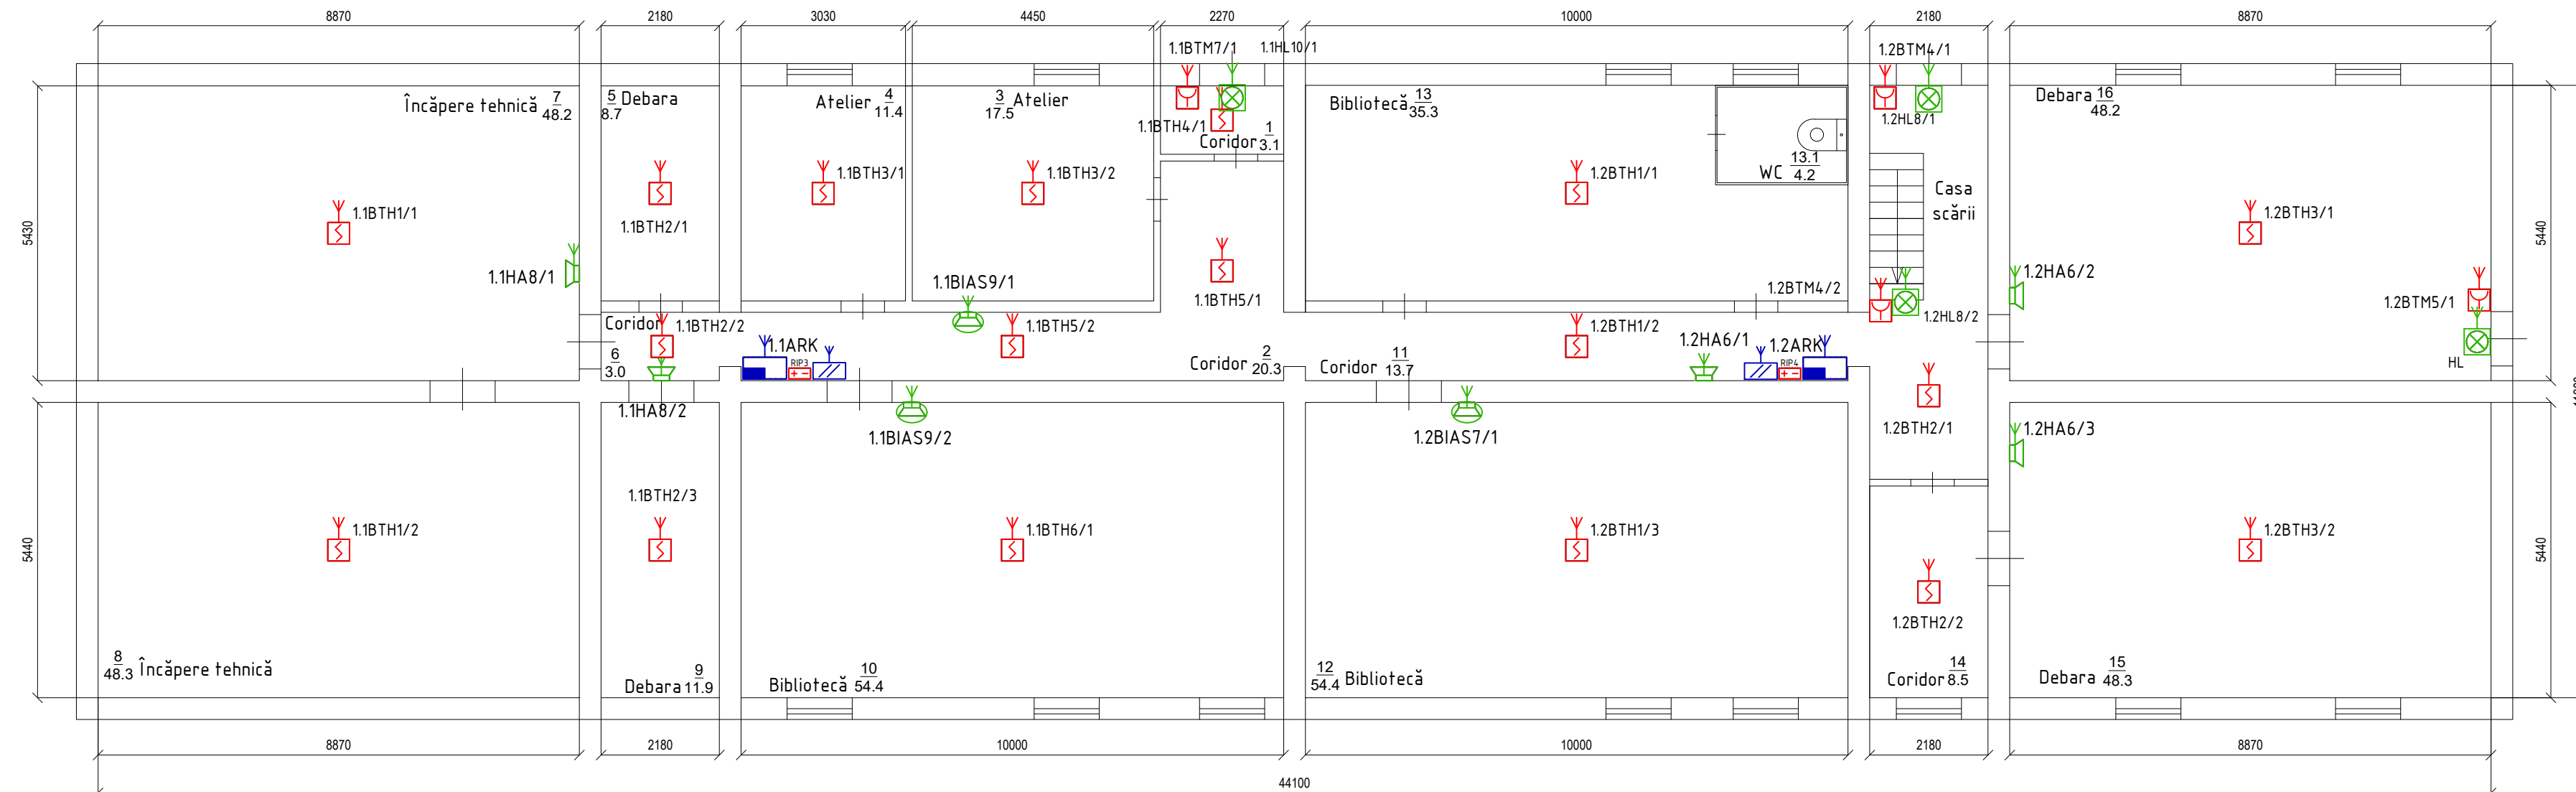 8870
2180
3030
4450
2270
10000
2180
8870
1.1BTM7/1
1.1HL10/1
1.2BTM4/1
Încăpere tehnică 7
48.2
5 Debara
8.7
Atelier 4
11.4
3 Atelier
17.5
1.1BTH4/1
Coridor 1
3.1
Bibliotecă 13
35.3
WC 13.1
4.2
1.2HL8/1
Debara 16
48.2
Casa
scării
1.1BTH1/1
1.1BTH2/1
1.1BTH3/1
1.1BTH3/2
1.2BTH1/1
1.2BTH3/1
5430
5440
1.1HA8/1
1.1BIAS9/1
1.1BTH5/1
1.2BTM4/2
1.2HA6/2
1.2BTM5/1
Coridor
1.1BTH2/2
1.1BTH5/2
1.2BTH1/2
1.2HL8/2
6
3.0
1.1ARK
RIP3
Coridor 2
20.3
Coridor 11
13.7
1.2HA6/1
1.2ARK
RIP4
HL
1.1HA8/2
1.1BIAS9/2
1.2BIAS7/1
1.2BTH2/1
1.2HA6/3
1.1BTH2/3
5440
1.1BTH1/2
1.1BTH6/1
1.2BTH1/3
1.2BTH3/2
5440
1.2BTH2/2
8
48.3 Încăpere tehnică
Debara 9
11.9
Bibliotecă 10
54.4
12
54.4 Bibliotecă
Coridor 14
8.5
Debara 15
48.3
8870
2180
10000
10000
2180
8870
44100